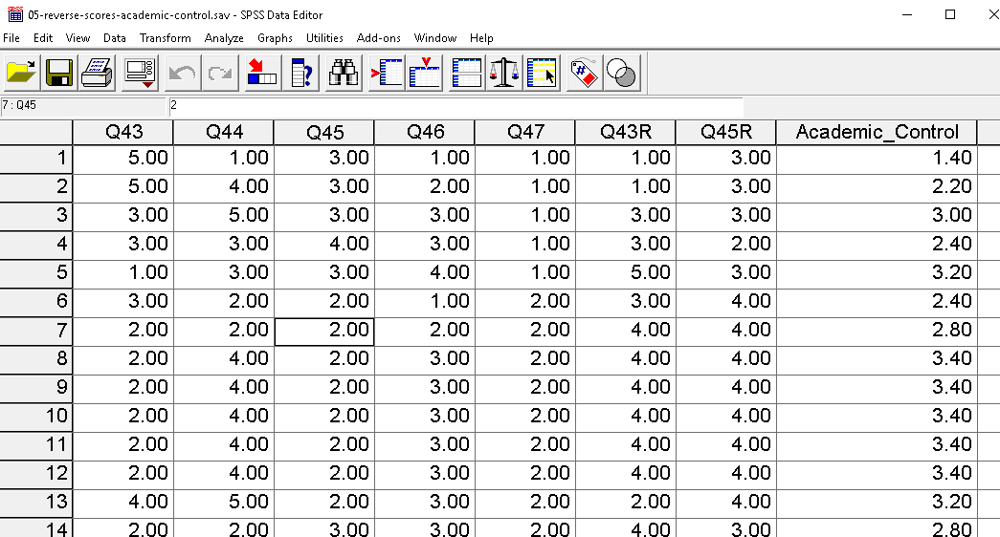 SPSS
05-reverse-scores-academic-control.sav - SPSS Data Editor
File Edit View Data Transform Analyze Graphs Utilities Add-ons Window Help
7 : Q45 2
Q43 Q44 Q45 Q46 Q47 Q43R Q45R Academic_Control
1 5.00 1.00 3.00 1.00 1.00 1.00 3.00 1.40
2 5.00 4.00 3.00 2.00 1.00 1.00 3.00 2.20
3 3.00 5.00 3.00 3.00 1.00 3.00 3.00 3.00
4 3.00 3.00 4.00 3.00 1.00 3.00 2.00 2.40
5 1.00 3.00 3.00 4.00 1.00 5.00 3.00 3.20
6 3.00 2.00 2.00 1.00 2.00 3.00 4.00 2.40
7 2.00 2.00 2.00 2.00 2.00 4.00 4.00 2.80
8 2.00 4.00 2.00 3.00 2.00 4.00 4.00 3.40
9 2.00 4.00 2.00 3.00 2.00 4.00 4.00 3.40
10 2.00 4.00 2.00 3.00 2.00 4.00 4.00 3.40
11 2.00 4.00 2.00 3.00 2.00 4.00 4.00 3.40
12 2.00 4.00 2.00 3.00 2.00 4.00 4.00 3.40
13 4.00 5.00 2.00 3.00 2.00 2.00 4.00 3.20
14 2.00 2.00 3.00 3.00 2.00 4.00 3.00 2.80